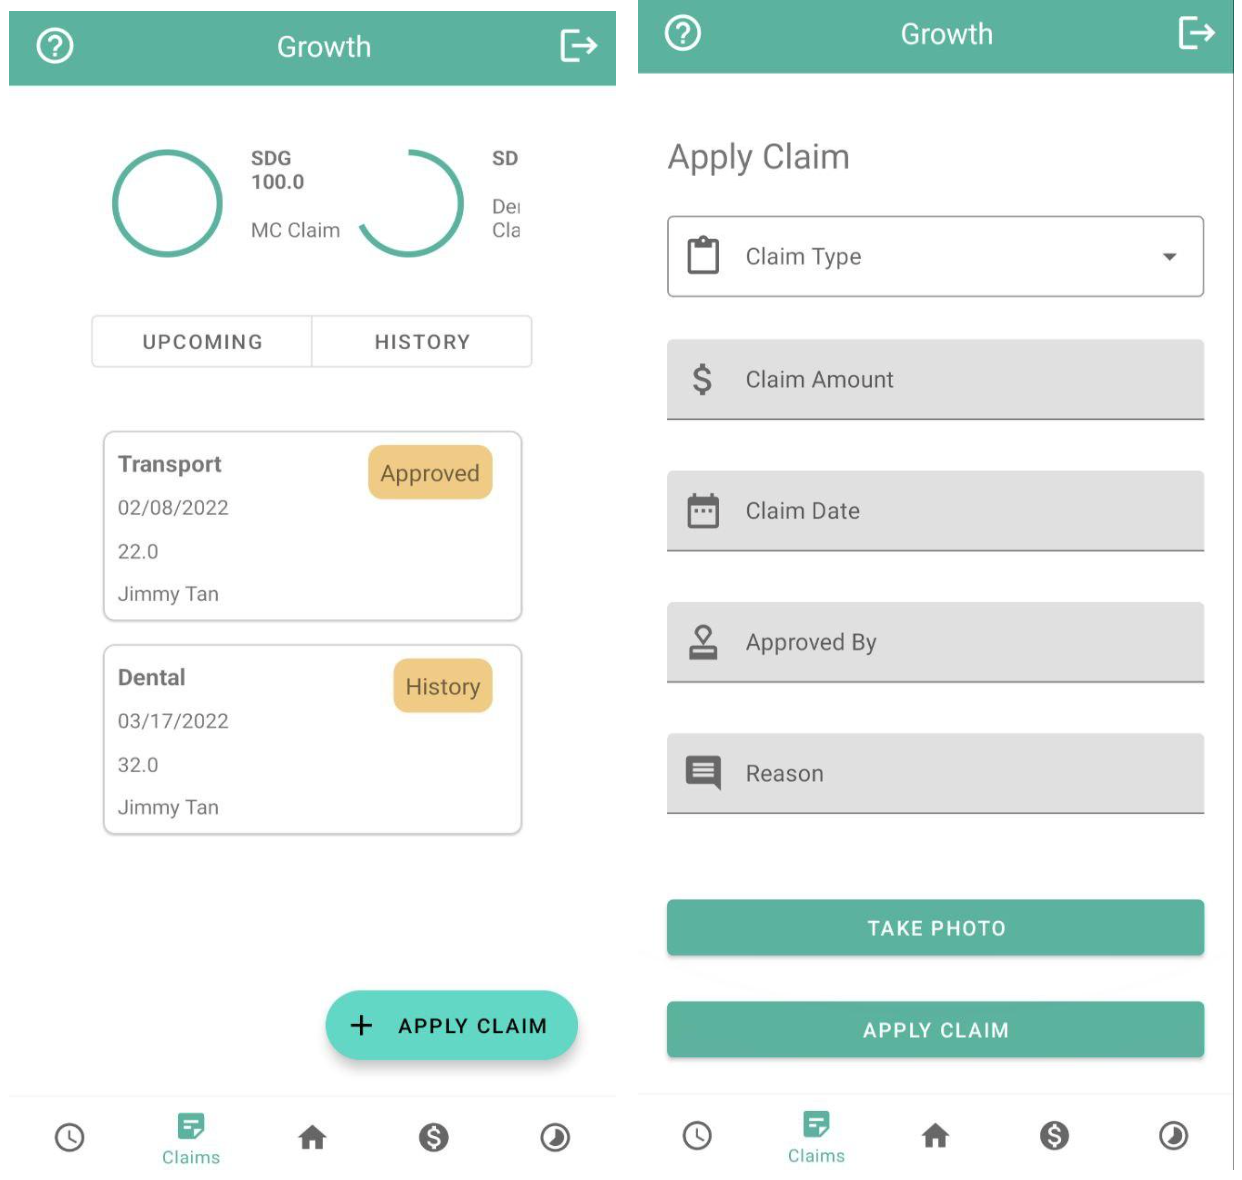 Growth
SDG
100.0
MC Claim
SD
Cla
UPCOMING
HISTORY
Transport
Approved
02/08/2022
22.0
Jimmy Tan
Dental
History
03/17/2022
32.0
Jimmy Tan
+ APPLY CLAIM
Claims
Growth
Apply Claim
Claim Type
$ Claim Amount
Claim Date
Approved By
Reason
TAKE PHOTO
APPLY CLAIM
Claims